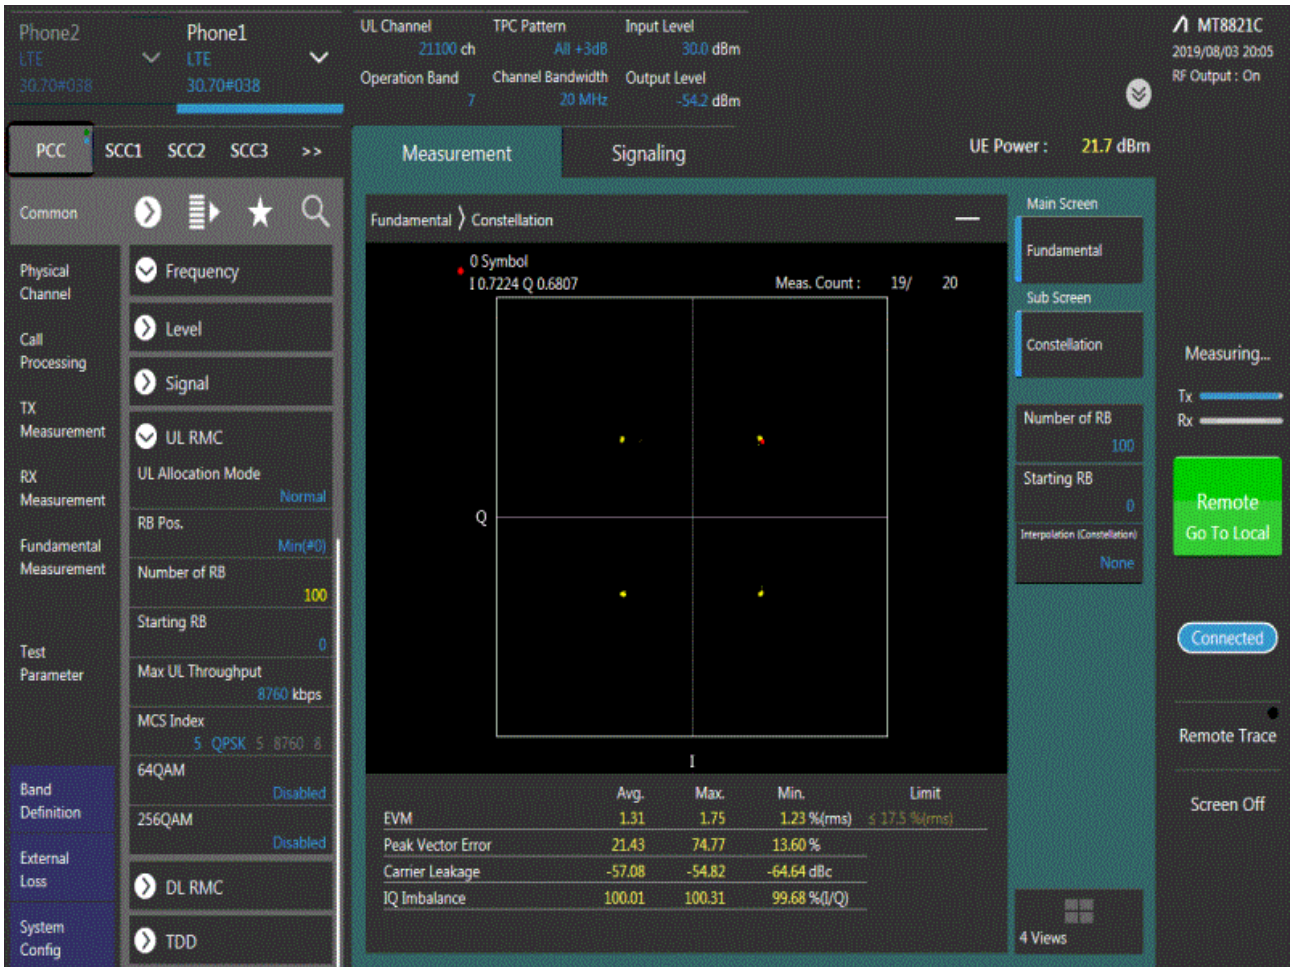 Phone2
LTE
30.70#038
Phone1
LTE
30.70#038
UL Channel
21100 ch
TPC Pattern
All +3dB
Input Level
30.0 dBm
Operation Band
7
Channel Bandwidth
20 MHz
Output Level
-54.2 dBm
MT8821C
2019/08/03 20:05
RF Output : On
PCC SCC1 SCC2 SCC3 >>
Measurement Signaling
UE Power : 21.7 dBm
Common
Physical
Channel
Call
Processing
TX
Measurement
RX
Measurement
Fundamental
Measurement
Test
Parameter
Band
Definition
External
Loss
System
Config
Frequency
Level
Signal
UL RMC
UL Allocation Mode
Normal
RB Pos.
Min(#0)
Number of RB
100
Starting RB
0
Max UL Throughput
8760 kbps
MCS Index
5 QPSK 5 8760 8
64QAM
Disabled
256QAM
Disabled
DL RMC
TDD
Fundamental 〉 Constellation
0 Symbol
I 0.7224 Q 0.6807
Meas. Count : 19/ 20
Q
I
Avg. Max. Min. Limit
EVM 1.31 1.75 1.23 %(rms) ≤ 17.5 %(rms)
Peak Vector Error 21.43 74.77 13.60 %
Carrier Leakage -57.08 -54.82 -64.64 dBc
IQ Imbalance 100.01 100.31 99.68 %(I/Q)
Main Screen
Fundamental
Sub Screen
Constellation
Number of RB
100
Starting RB
0
Interpolation (Constellation)
None
4 Views
Measuring...
Tx
Rx
Remote
Go To Local
Connected
Remote Trace
Screen Off